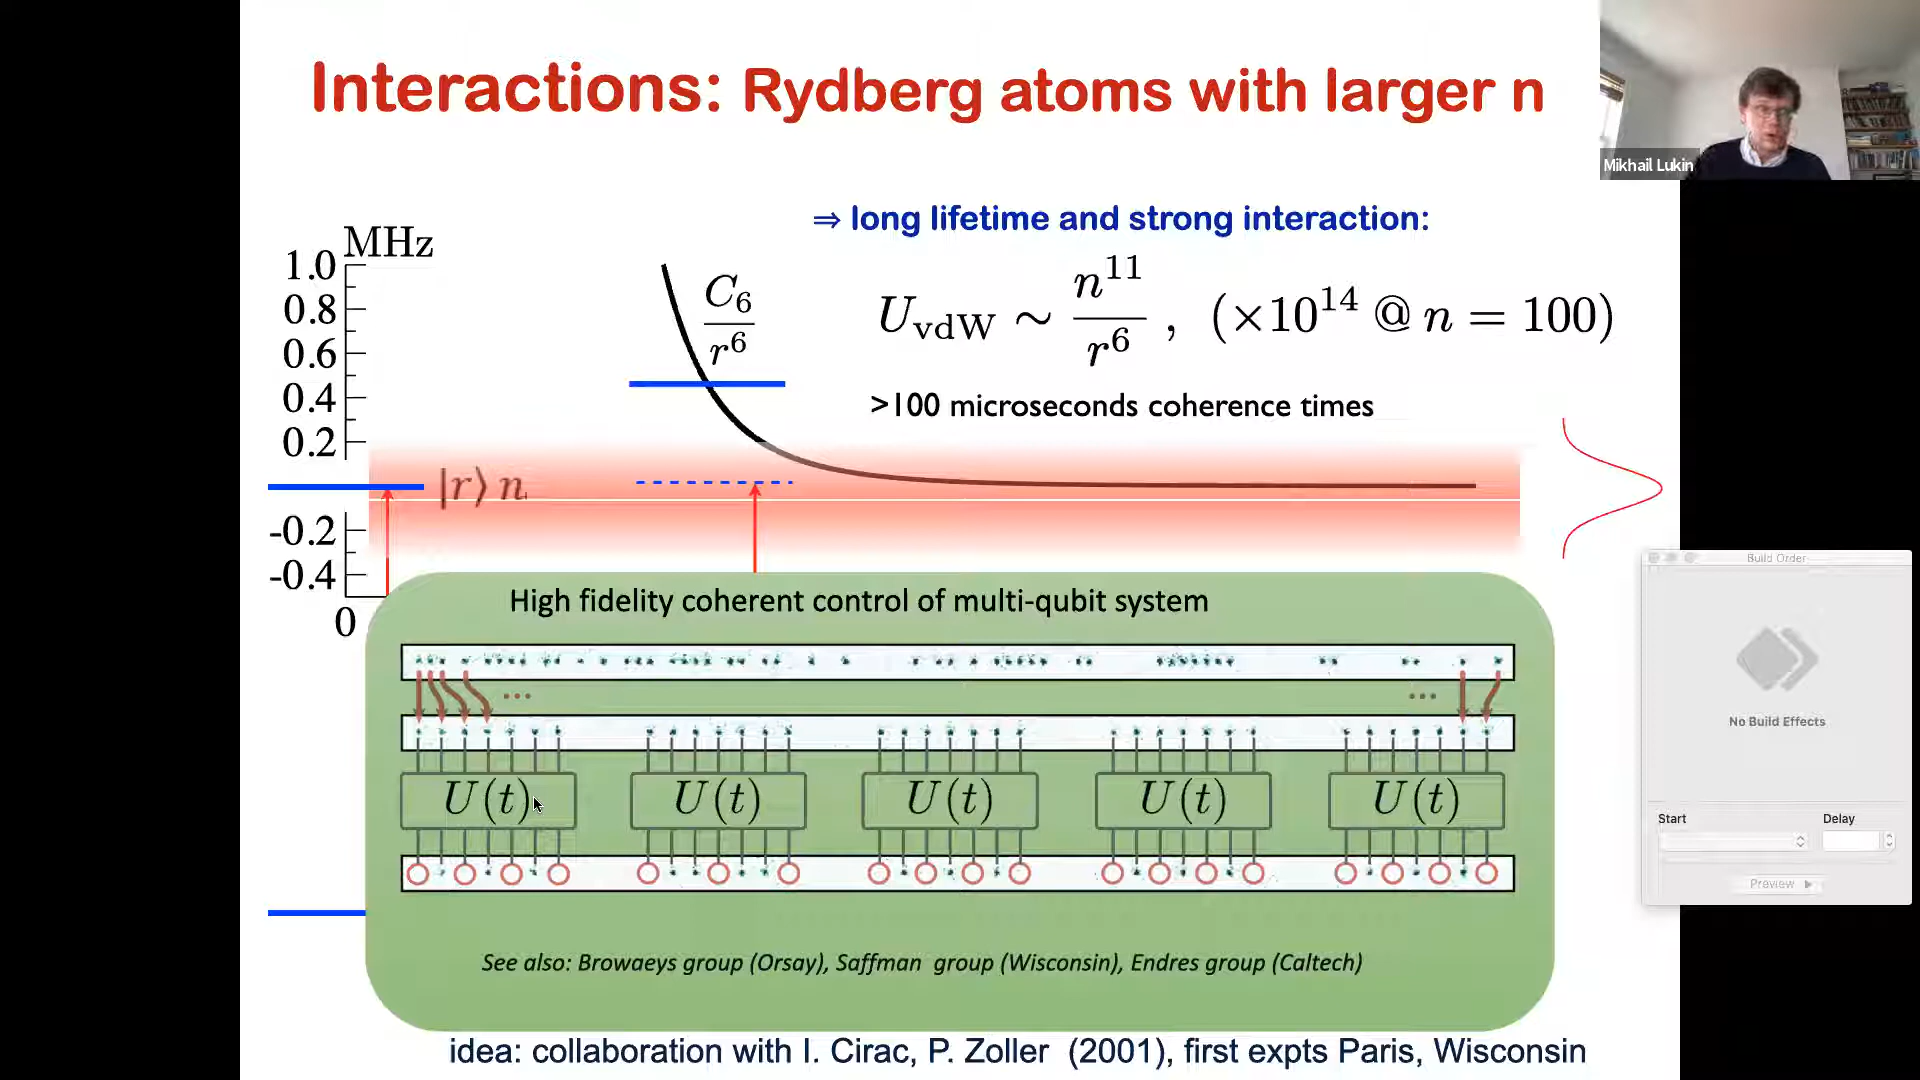 Interactions: Rydberg atoms with larger n
Mikhail Lukin
⇒ long lifetime and strong interaction:
MHz
1.0
0.8
0.6
0.4
0.2
-0.2
-0.4
0
C₆/r⁶
U_vdW ∼ n¹¹/r⁶ , (×10¹⁴ @ n = 100)
>100 microseconds coherence times
|r⟩ n
High fidelity coherent control of multi-qubit system
... ...
U(t) U(t) U(t) U(t) U(t)
See also: Browaeys group (Orsay), Saffman group (Wisconsin), Endres group (Caltech)
idea: collaboration with I. Cirac, P. Zoller (2001), first expts Paris, Wisconsin
Build Order
No Build Effects
Start Delay
Preview